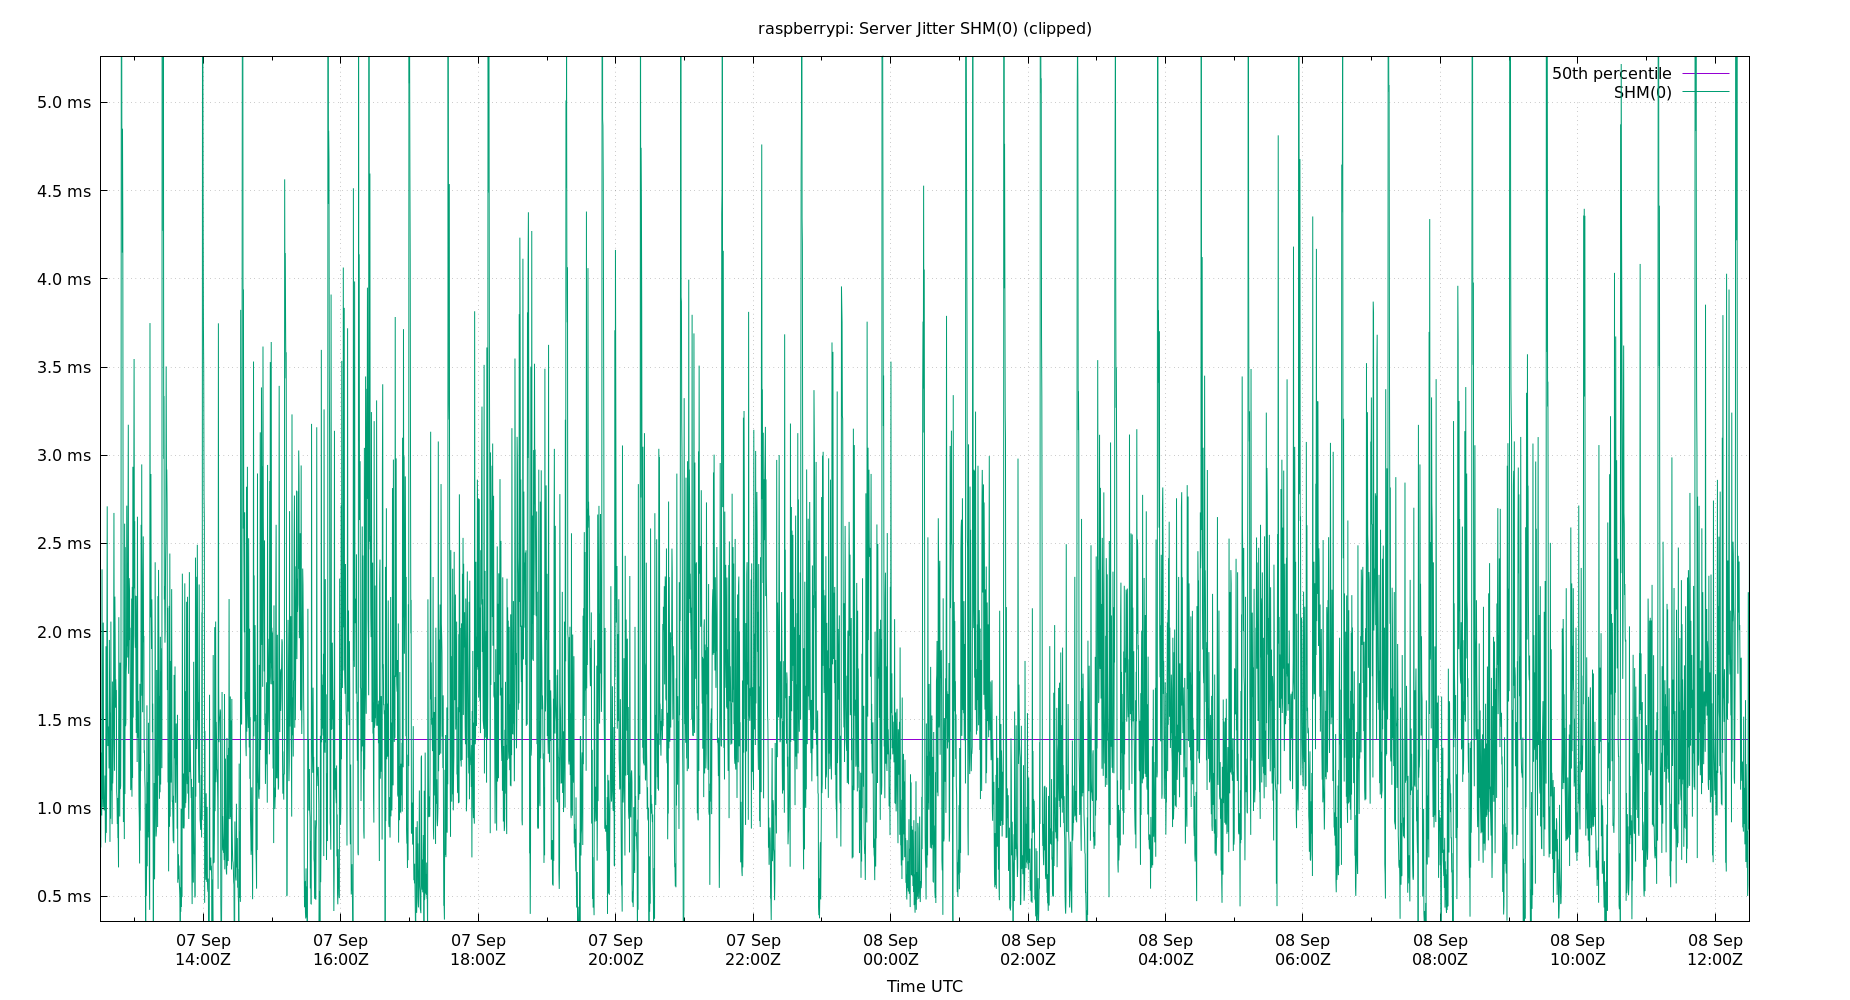 raspberrypi: Server Jitter SHM(0) (clipped)
50th percentile
SHM(0)
5.0 ms
4.5 ms
4.0 ms
3.5 ms
3.0 ms
2.5 ms
2.0 ms
1.5 ms
1.0 ms
0.5 ms
07 Sep 07 Sep 07 Sep 07 Sep 07 Sep 08 Sep 08 Sep 08 Sep 08 Sep 08 Sep 08 Sep 08 Sep
14:00Z 16:00Z 18:00Z 20:00Z 22:00Z 00:00Z 02:00Z 04:00Z 06:00Z 08:00Z 10:00Z 12:00Z
Time UTC